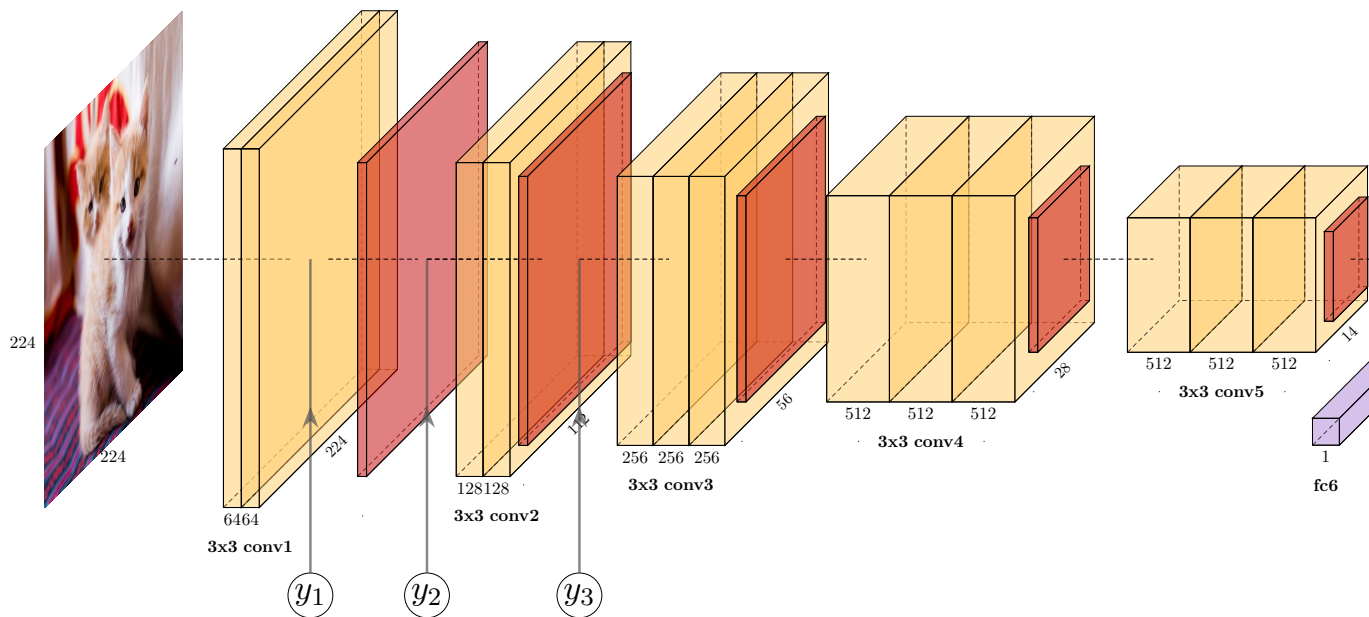 224
224
224
6464
3x3 conv1
112
128128
3x3 conv2
56
256 256 256
3x3 conv3
28
512 512 512
3x3 conv4
14
512 512 512
3x3 conv5
1
fc6
y1 y2 y3